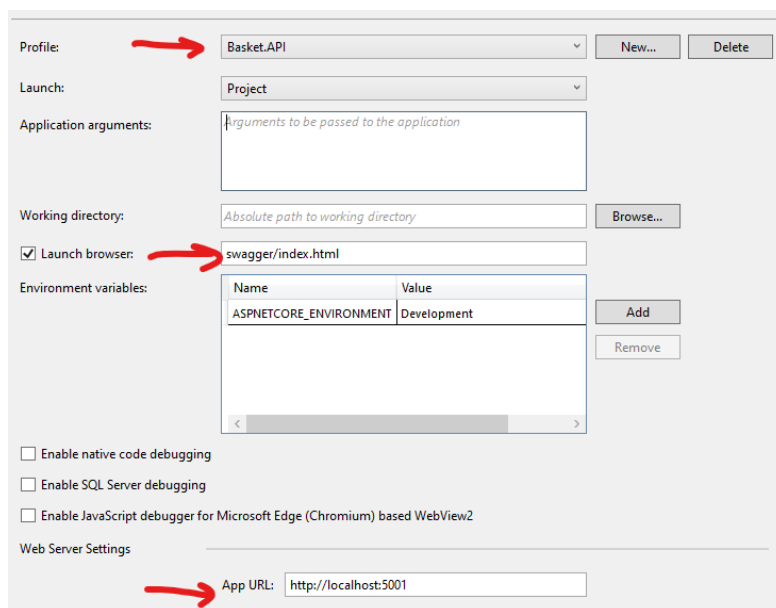 Profile: Basket.API New... Delete
Launch: Project
Application arguments: Arguments to be passed to the application
Working directory: Absolute path to working directory Browse...
Launch browser: swagger/index.html
Environment variables: Name Value
ASPNETCORE_ENVIRONMENT Development Add
Remove
Enable native code debugging
Enable SQL Server debugging
Enable JavaScript debugger for Microsoft Edge (Chromium) based WebView2
Web Server Settings
App URL: http://localhost:5001